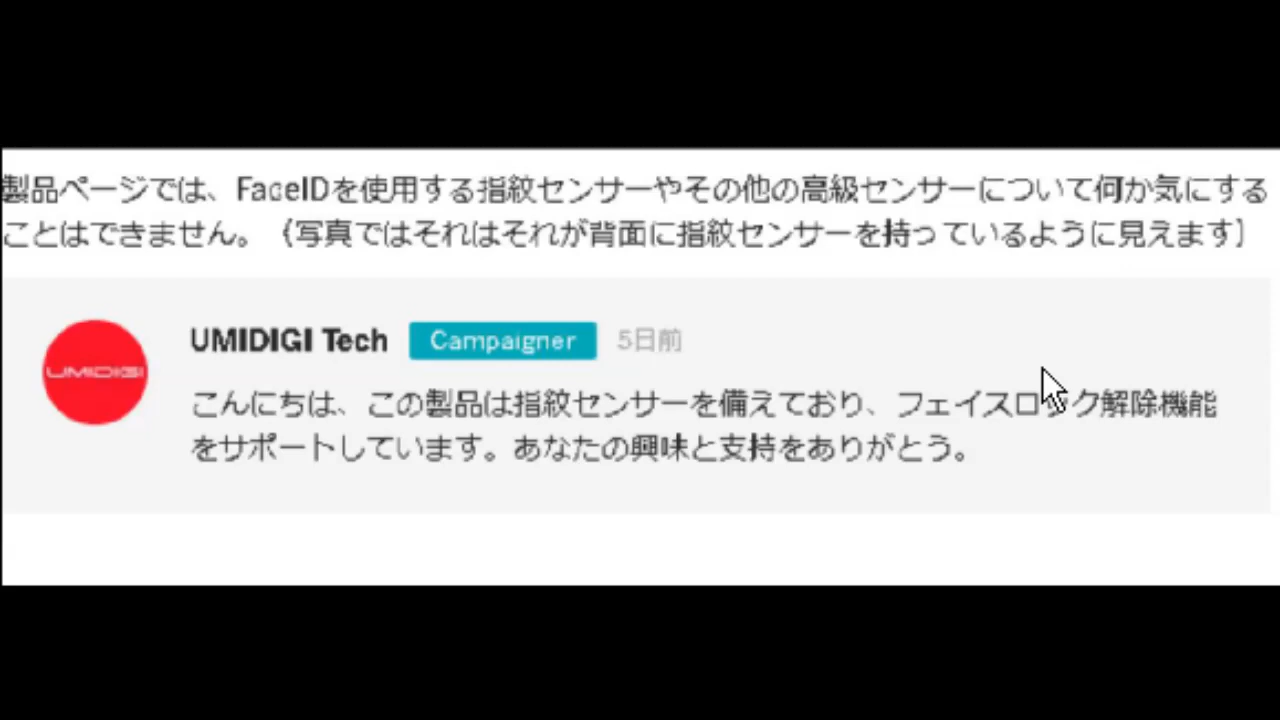 製品ページでは、FaceIDを使用する指紋センサーやその他の高級センサーについて何か気にする
ことはできません。（写真ではそれはそれが背面に指紋センサーを持っているように見えます）
UMIDIGI Tech Campaigner 5日前
UMIDIGI
こんにちは、この製品は指紋センサーを備えており、フェイスロック解除機能
をサポートしています。あなたの興味と支持をありがとう。